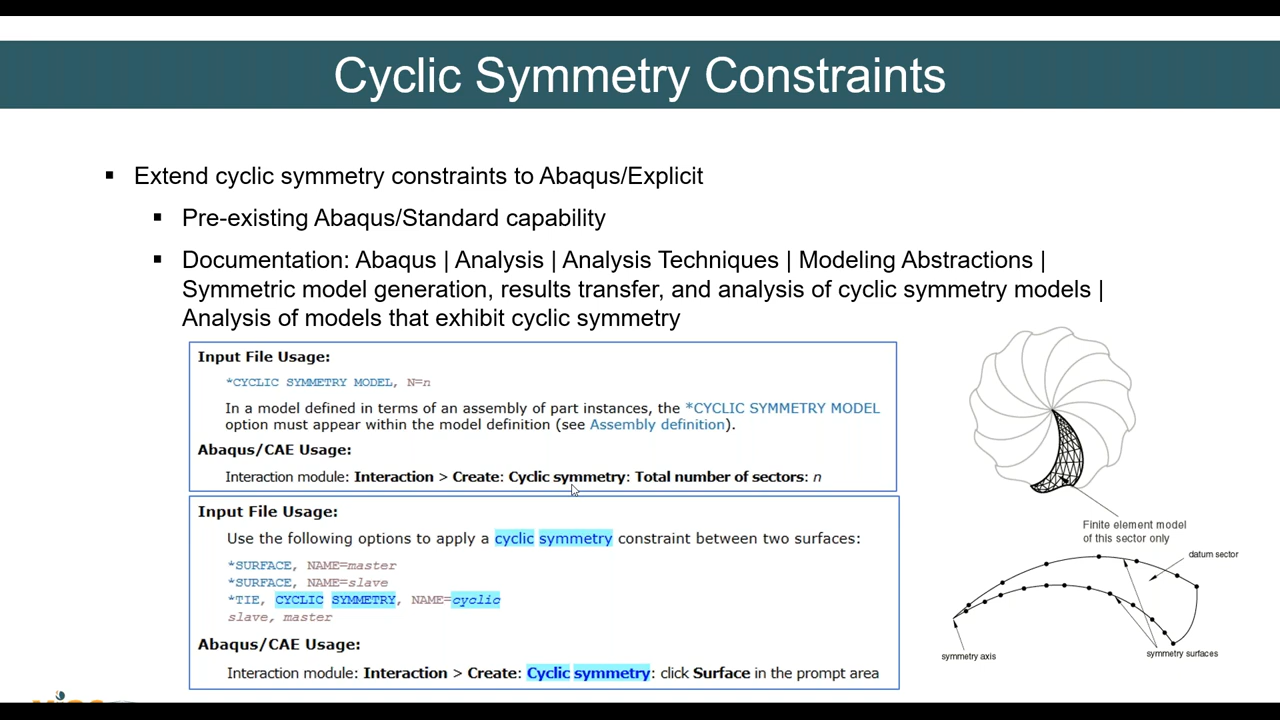 Cyclic Symmetry Constraints
Extend cyclic symmetry constraints to Abaqus/Explicit
Pre-existing Abaqus/Standard capability
Documentation: Abaqus | Analysis | Analysis Techniques | Modeling Abstractions |
Symmetric model generation, results transfer, and analysis of cyclic symmetry models |
Analysis of models that exhibit cyclic symmetry
Input File Usage:
*CYCLIC SYMMETRY MODEL, N=n
In a model defined in terms of an assembly of part instances, the *CYCLIC SYMMETRY MODEL
option must appear within the model definition (see Assembly definition).
Abaqus/CAE Usage:
Interaction module: Interaction > Create: Cyclic symmetry: Total number of sectors: n
Input File Usage:
Use the following options to apply a cyclic symmetry constraint between two surfaces:
*SURFACE, NAME=master
*SURFACE, NAME=slave
*TIE, CYCLIC SYMMETRY, NAME=cyclic
slave, master
Abaqus/CAE Usage:
Interaction module: Interaction > Create: Cyclic symmetry: click Surface in the prompt area
Finite element model
of this sector only
datum sector
symmetry axis
symmetry surfaces